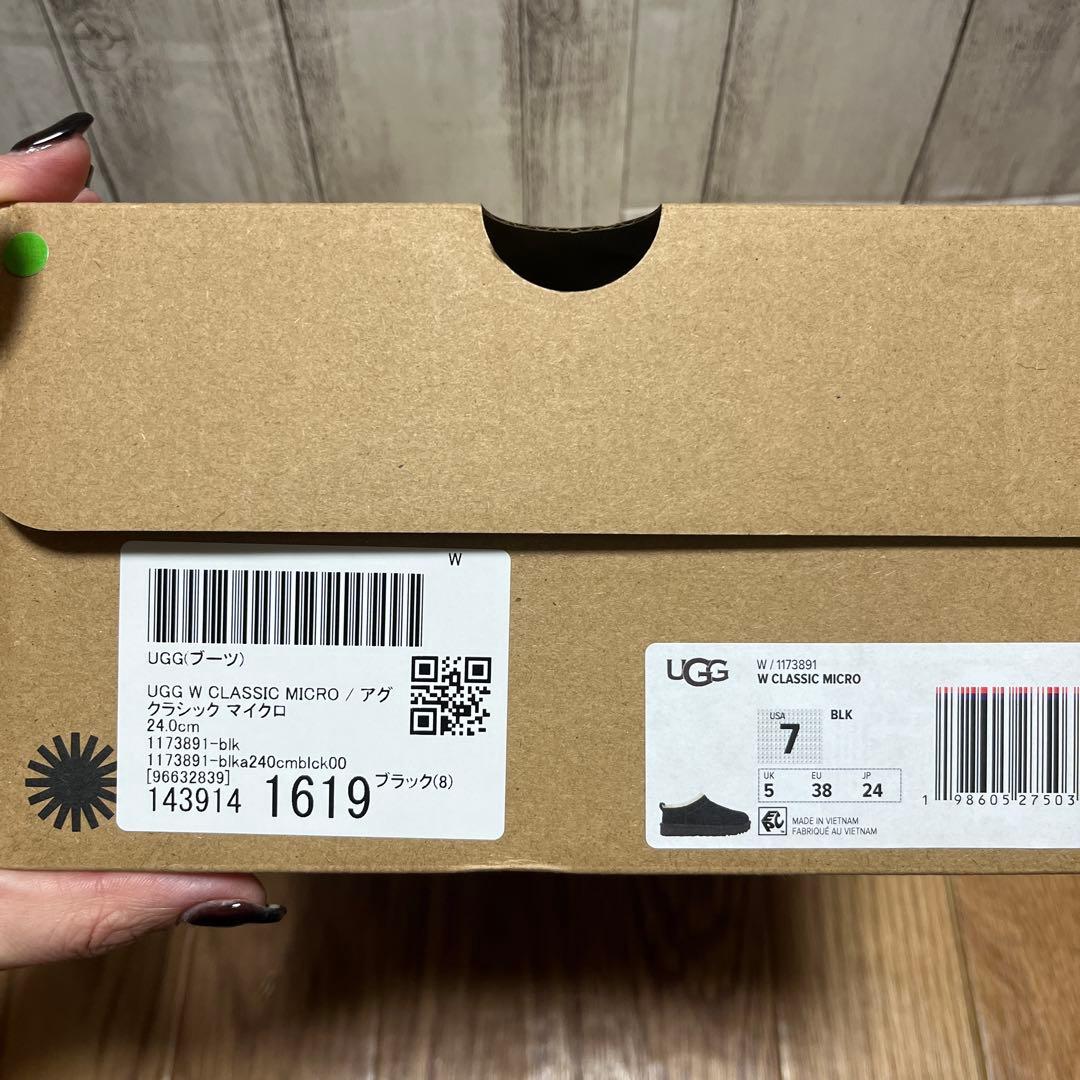 W
UGG(ブーツ)
UGG W CLASSIC MICRO / アグ
クラシック マイクロ
24.0cm
1173891-blk
1173891-blka240cmblck00
[96632839]
143914 1619 ブラック(8)
UGG
W / 1173891
W CLASSIC MICRO
USA
7
BLK
UK EU JP
5 38 24
MADE IN VIETNAM
FABRIQUÉ AU VIETNAM
1 98605 27503